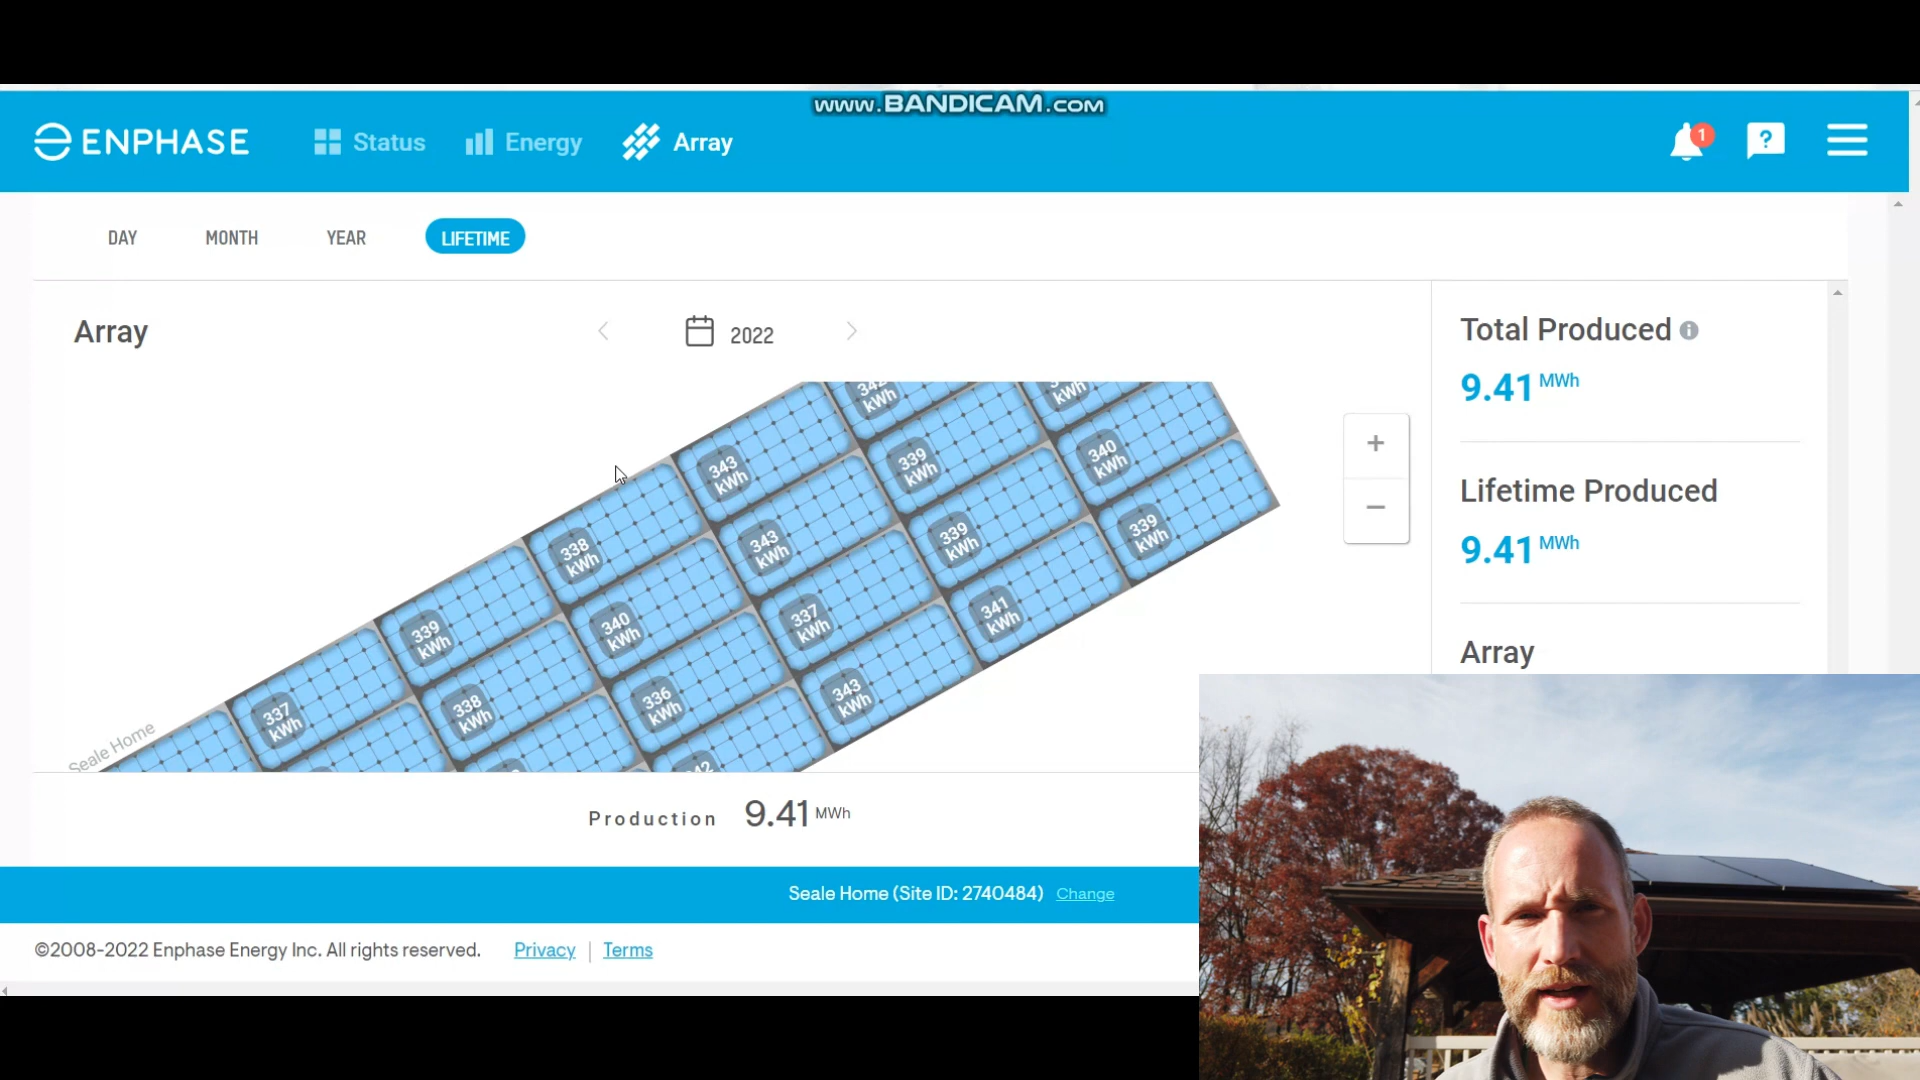 www.BANDICAM.com
ENPHASE
Status
Energy
Array
1
?
DAY
MONTH
YEAR
LIFETIME
Array
2022
Total Produced
9.41 MWh
Lifetime Produced
9.41 MWh
Array
342
kWh
kWh
343
kWh
339
kWh
340
kWh
338
kWh
343
kWh
339
kWh
339
kWh
339
kWh
340
kWh
337
kWh
341
kWh
337
kWh
338
kWh
336
kWh
343
kWh
Seale Home
Production 9.41 MWh
Seale Home (Site ID: 2740484) Change
©2008-2022 Enphase Energy Inc. All rights reserved. Privacy | Terms